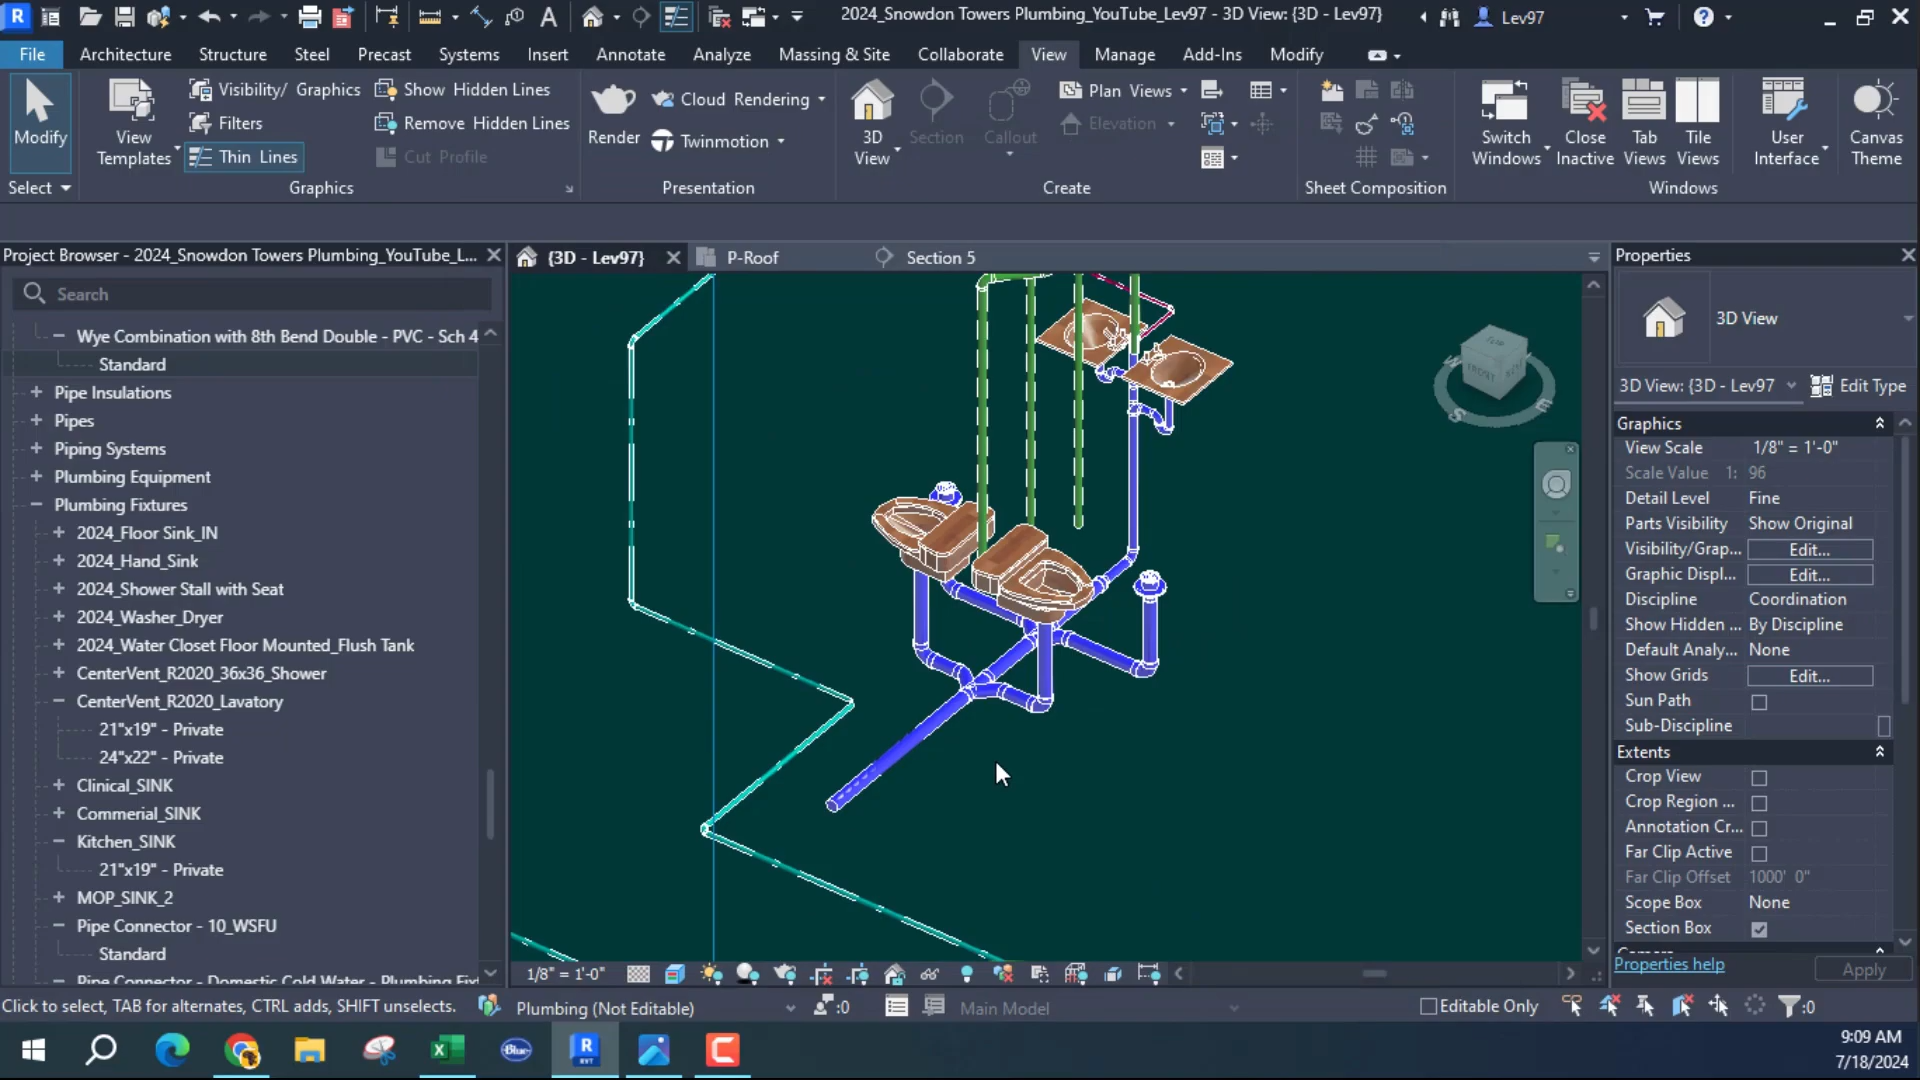 2024_Snowdon Towers Plumbing_YouTube_Lev97 - 3D View: {3D - Lev97}
Lev97
File
Architecture
Structure
Steel
Precast
Systems
Insert
Annotate
Analyze
Massing & Site
Collaborate
View
Manage
Add-Ins
Modify
Modify
Select
View
Templates
Visibility/ Graphics
Filters
Thin Lines
Show Hidden Lines
Remove Hidden Lines
Cut Profile
Graphics
Render
Cloud Rendering
Twinmotion
Presentation
3D
View
Section
Callout
Plan Views
Elevation
Create
Sheet Composition
Switch
Windows
Close
Inactive
Tab
Views
Tile
Views
User
Interface
Windows
Canvas
Theme
Project Browser - 2024_Snowdon Towers Plumbing_YouTube_L...
Search
Wye Combination with 8th Bend Double - PVC - Sch 4
Standard
Pipe Insulations
Pipes
Piping Systems
Plumbing Equipment
Plumbing Fixtures
2024_Floor Sink_IN
2024_Hand_Sink
2024_Shower Stall with Seat
2024_Washer_Dryer
2024_Water Closet Floor Mounted_Flush Tank
CenterVent_R2020_36x36_Shower
CenterVent_R2020_Lavatory
21"x19" - Private
24"x22" - Private
Clinical_SINK
Commerial_SINK
Kitchen_SINK
21"x19" - Private
MOP_SINK_2
Pipe Connector - 10_WSFU
Standard
Pipe Connector - Domestic Cold Water - Plumbing Fixt
{3D - Lev97}
P-Roof
Section 5
FRONT
W
S
E
1/8" = 1'-0"
Properties
3D View
3D View: {3D - Lev97
Edit Type
Graphics
View Scale 1/8" = 1'-0"
Scale Value 1: 96
Detail Level Fine
Parts Visibility Show Original
Visibility/Grap... Edit...
Graphic Displ... Edit...
Discipline Coordination
Show Hidden ... By Discipline
Default Analy... None
Show Grids Edit...
Sun Path
Sub-Discipline
Extents
Crop View
Crop Region ...
Annotation Cr...
Far Clip Active
Far Clip Offset 1000' 0"
Scope Box None
Section Box
Camera
Properties help
Apply
Click to select, TAB for alternates, CTRL adds, SHIFT unselects.
Plumbing (Not Editable)
:0
Main Model
Editable Only
:0
Blue
R
RVT
9:09 AM
7/18/2024